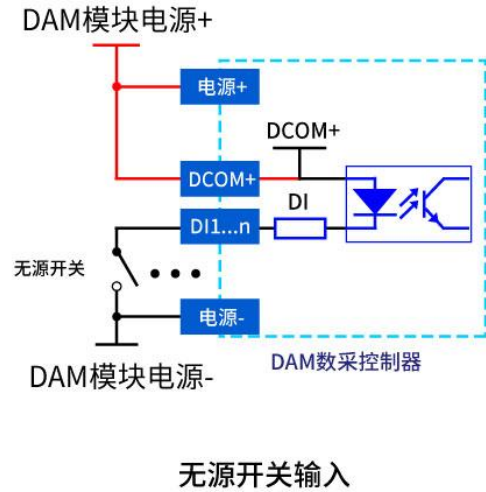 DAM模块电源+
电源+
DCOM+
DCOM+
DI
DI1...n
无源开关
电源-
DAM数采控制器
DAM模块电源-
无源开关输入